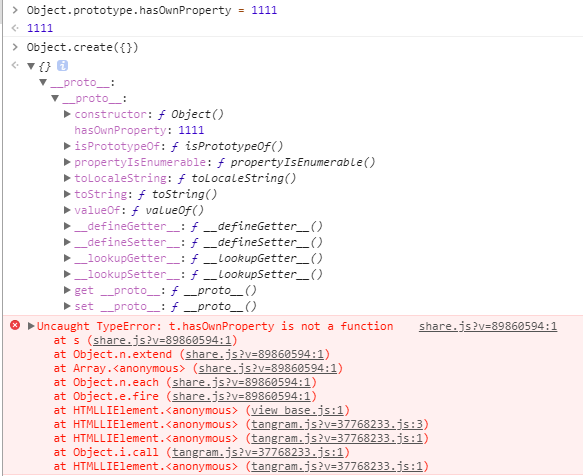 Object.prototype.hasOwnProperty = 1111
1111
Object.create({})
{} i
__proto__:
__proto__:
constructor: ƒ Object()
hasOwnProperty: 1111
isPrototypeOf: ƒ isPrototypeOf()
propertyIsEnumerable: ƒ propertyIsEnumerable()
toLocaleString: ƒ toLocaleString()
toString: ƒ toString()
valueOf: ƒ valueOf()
__defineGetter__: ƒ __defineGetter__()
__defineSetter__: ƒ __defineSetter__()
__lookupGetter__: ƒ __lookupGetter__()
__lookupSetter__: ƒ __lookupSetter__()
get __proto__: ƒ __proto__()
set __proto__: ƒ __proto__()
Uncaught TypeError: t.hasOwnProperty is not a function share.js?v=89860594:1
at s (share.js?v=89860594:1)
at Object.n.extend (share.js?v=89860594:1)
at Array.<anonymous> (share.js?v=89860594:1)
at Object.n.each (share.js?v=89860594:1)
at Object.e.fire (share.js?v=89860594:1)
at HTMLLIElement.<anonymous> (view_base.js:1)
at HTMLLIElement.<anonymous> (tangram.js?v=37768233.js:3)
at HTMLLIElement.<anonymous> (tangram.js?v=37768233.js:1)
at Object.i.call (tangram.js?v=37768233.js:1)
at HTMLLIElement.<anonymous> (tangram.js?v=37768233.js:1)